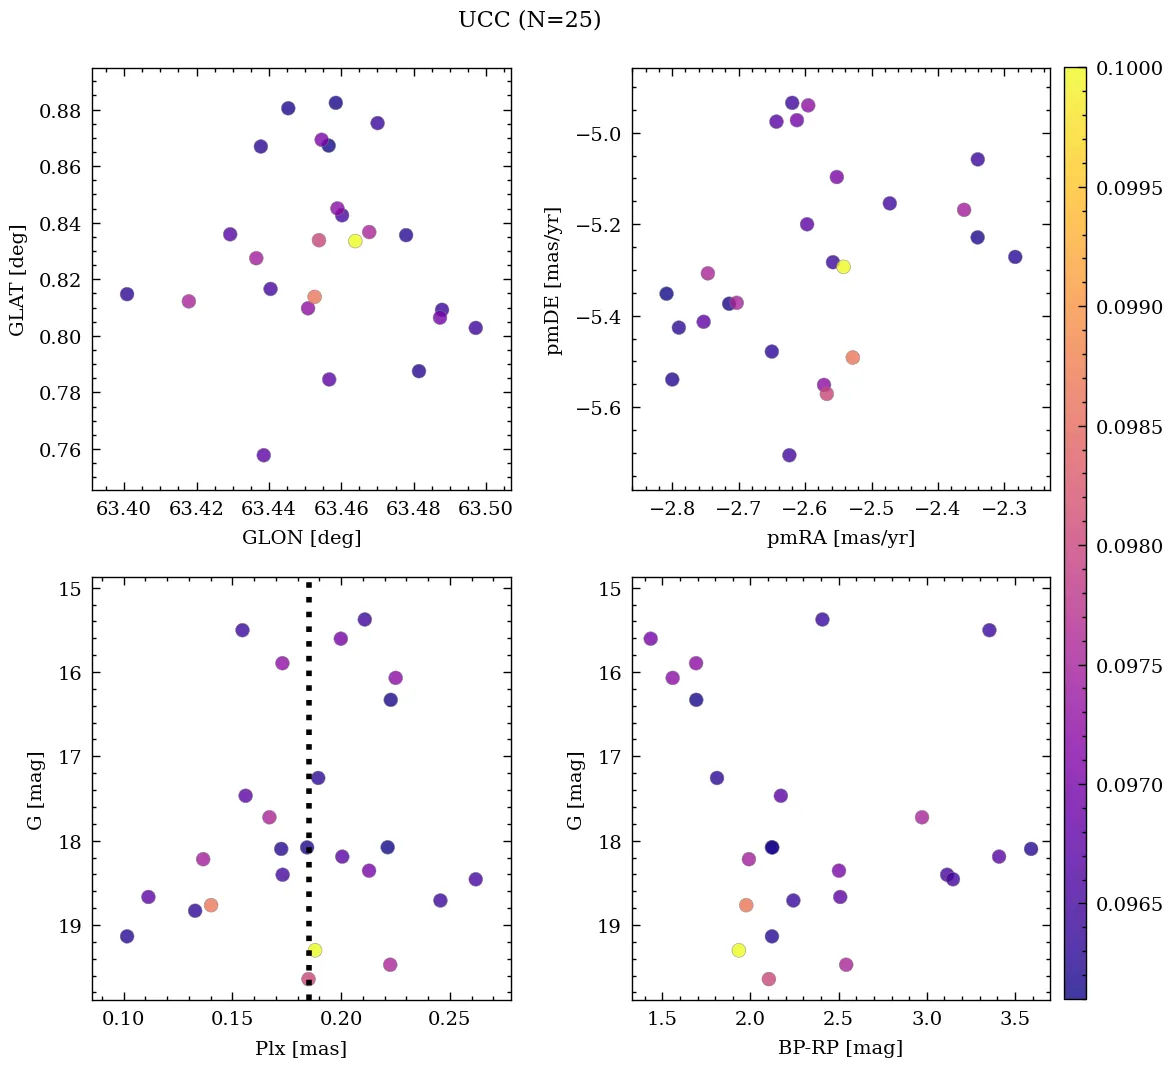 UCC (N=25)
0.88
0.86
0.84
0.82
0.80
0.78
0.76
GLAT [deg]
63.40 63.42 63.44 63.46 63.48 63.50
GLON [deg]
−5.0
−5.2
−5.4
−5.6
pmDE [mas/yr]
−2.8 −2.7 −2.6 −2.5 −2.4 −2.3
pmRA [mas/yr]
0.1000
0.0995
0.0990
0.0985
0.0980
0.0975
0.0970
0.0965
15
16
17
18
19
G [mag]
0.10 0.15 0.20 0.25
Plx [mas]
15
16
17
18
19
G [mag]
1.5 2.0 2.5 3.0 3.5
BP-RP [mag]